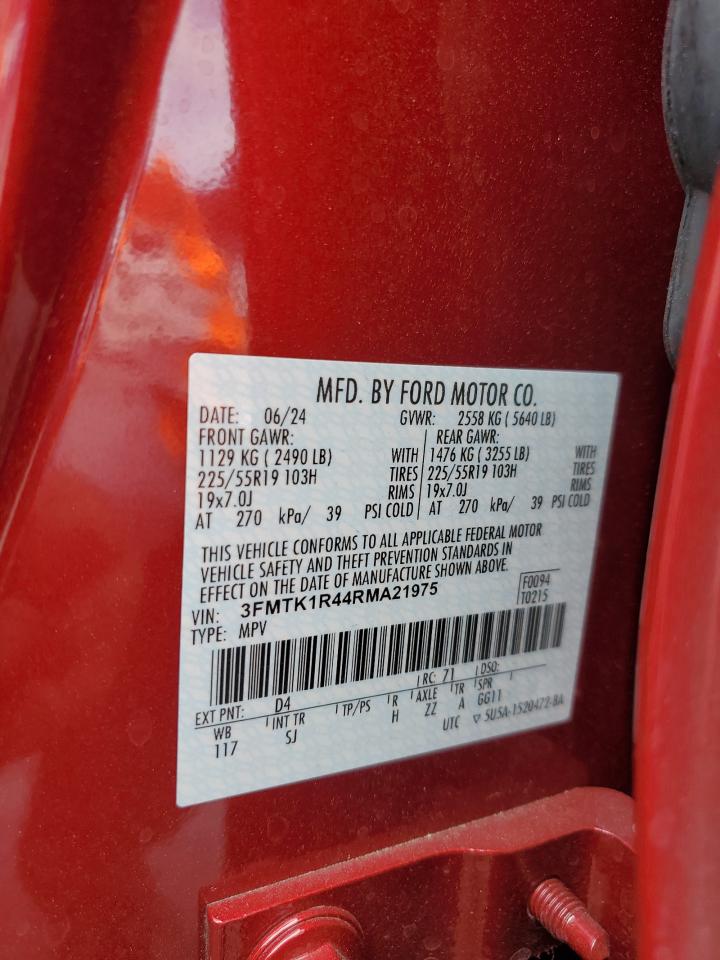 MFD. BY FORD MOTOR CO.
DATE: 06/24 GVWR: 2558 KG ( 5640 LB)
FRONT GAWR: REAR GAWR:
1129 KG ( 2490 LB) WITH 1476 KG ( 3255 LB) WITH
225/55R19 103H TIRES 225/55R19 103H TIRES
19x7.0J RIMS 19x7.0J RIMS
AT 270 kPa/ 39 PSI COLD AT 270 kPa/ 39 PSI COLD
THIS VEHICLE CONFORMS TO ALL APPLICABLE FEDERAL MOTOR
VEHICLE SAFETY AND THEFT PREVENTION STANDARDS IN
EFFECT ON THE DATE OF MANUFACTURE SHOWN ABOVE.
VIN: 3FMTK1R44RMA21975 F0094
TYPE: MPV T0215
EXT PNT: D4 RC: 71 DSO:
WB INT TR TP/PS R AXLE TR SPR
117 SJ H ZZ A GG11
UTC ▽ 5U5A-1520472-BA